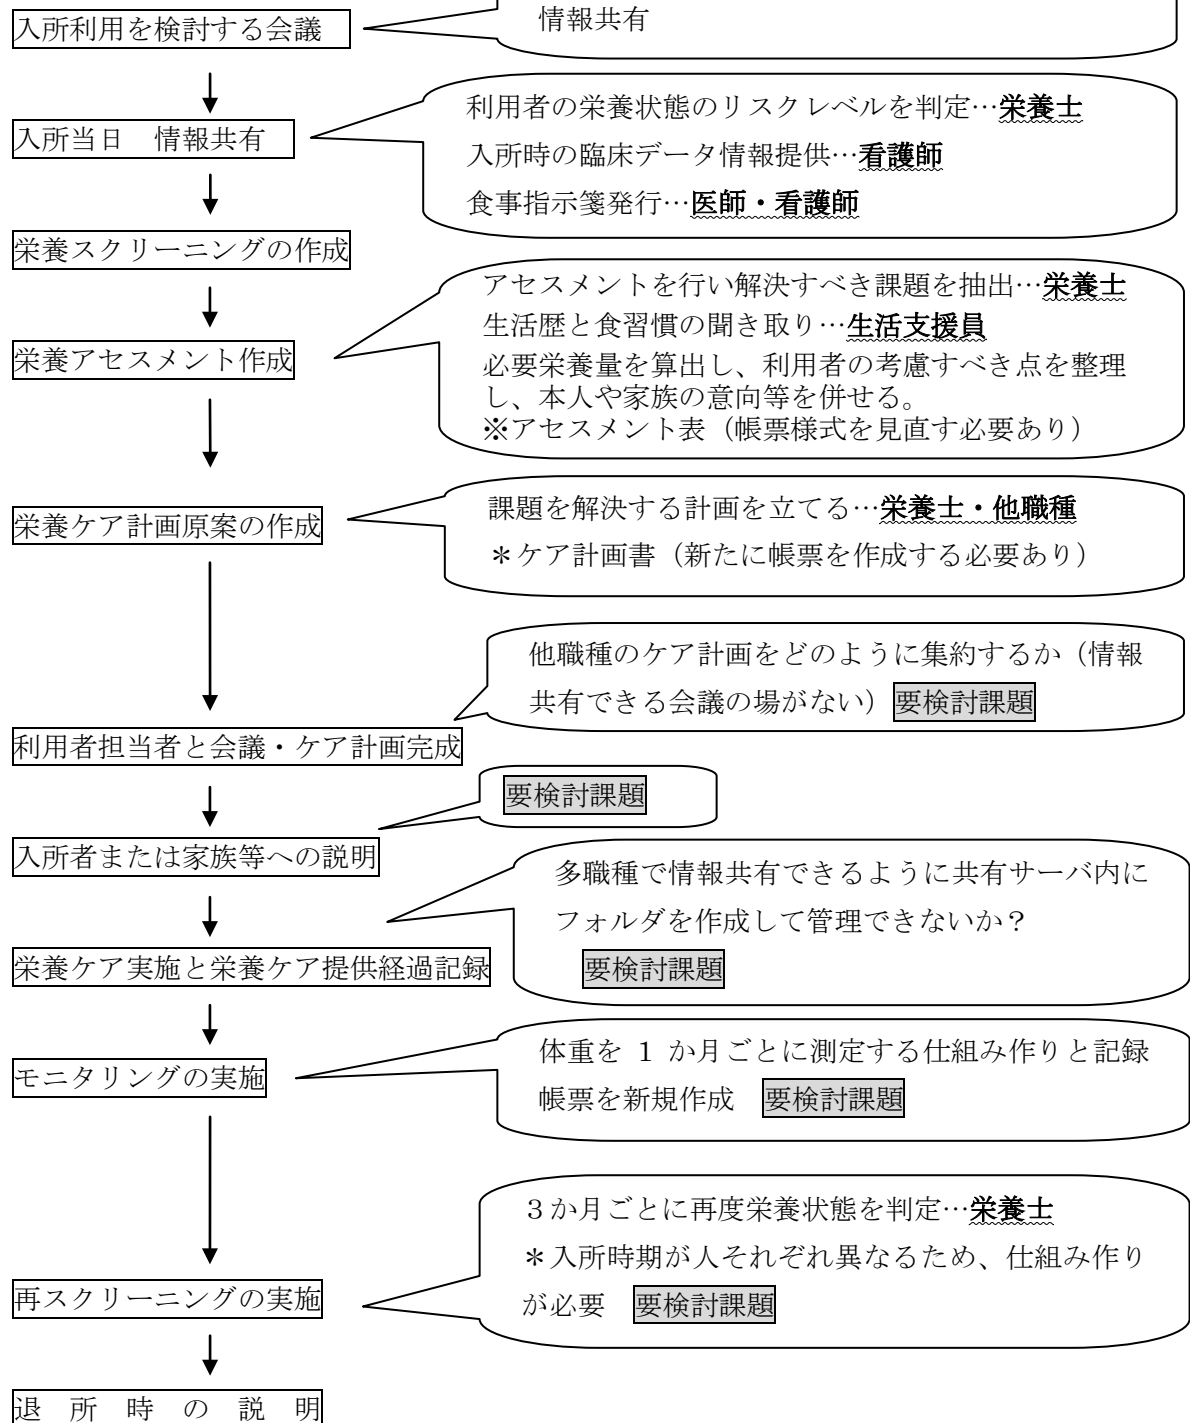 情報共有
入所利用を検討する会議
利用者の栄養状態のリスクレベルを判定…栄養士
入所当日　情報共有
入所時の臨床データ情報提供…看護師
食事指示箋発行…医師・看護師
栄養スクリーニングの作成
アセスメントを行い解決すべき課題を抽出…栄養士
生活歴と食習慣の聞き取り…生活支援員
栄養アセスメント作成
必要栄養量を算出し、利用者の考慮すべき点を整理
し、本人や家族の意向等を併せる。
※アセスメント表（帳票様式を見直す必要あり）
課題を解決する計画を立てる…栄養士・他職種
栄養ケア計画原案の作成
＊ケア計画書（新たに帳票を作成する必要あり）
他職種のケア計画をどのように集約するか（情報
共有できる会議の場がない）要検討課題
利用者担当者と会議・ケア計画完成
要検討課題
入所者または家族等への説明
多職種で情報共有できるように共有サーバ内に
フォルダを作成して管理できないか？
要検討課題
栄養ケア実施と栄養ケア提供経過記録
体重を 1 か月ごとに測定する仕組み作りと記録
帳票を新規作成　要検討課題
モニタリングの実施
３か月ごとに再度栄養状態を判定…栄養士
＊入所時期が人それぞれ異なるため、仕組み作り
が必要　要検討課題
再スクリーニングの実施
退　所　時　の　説　明